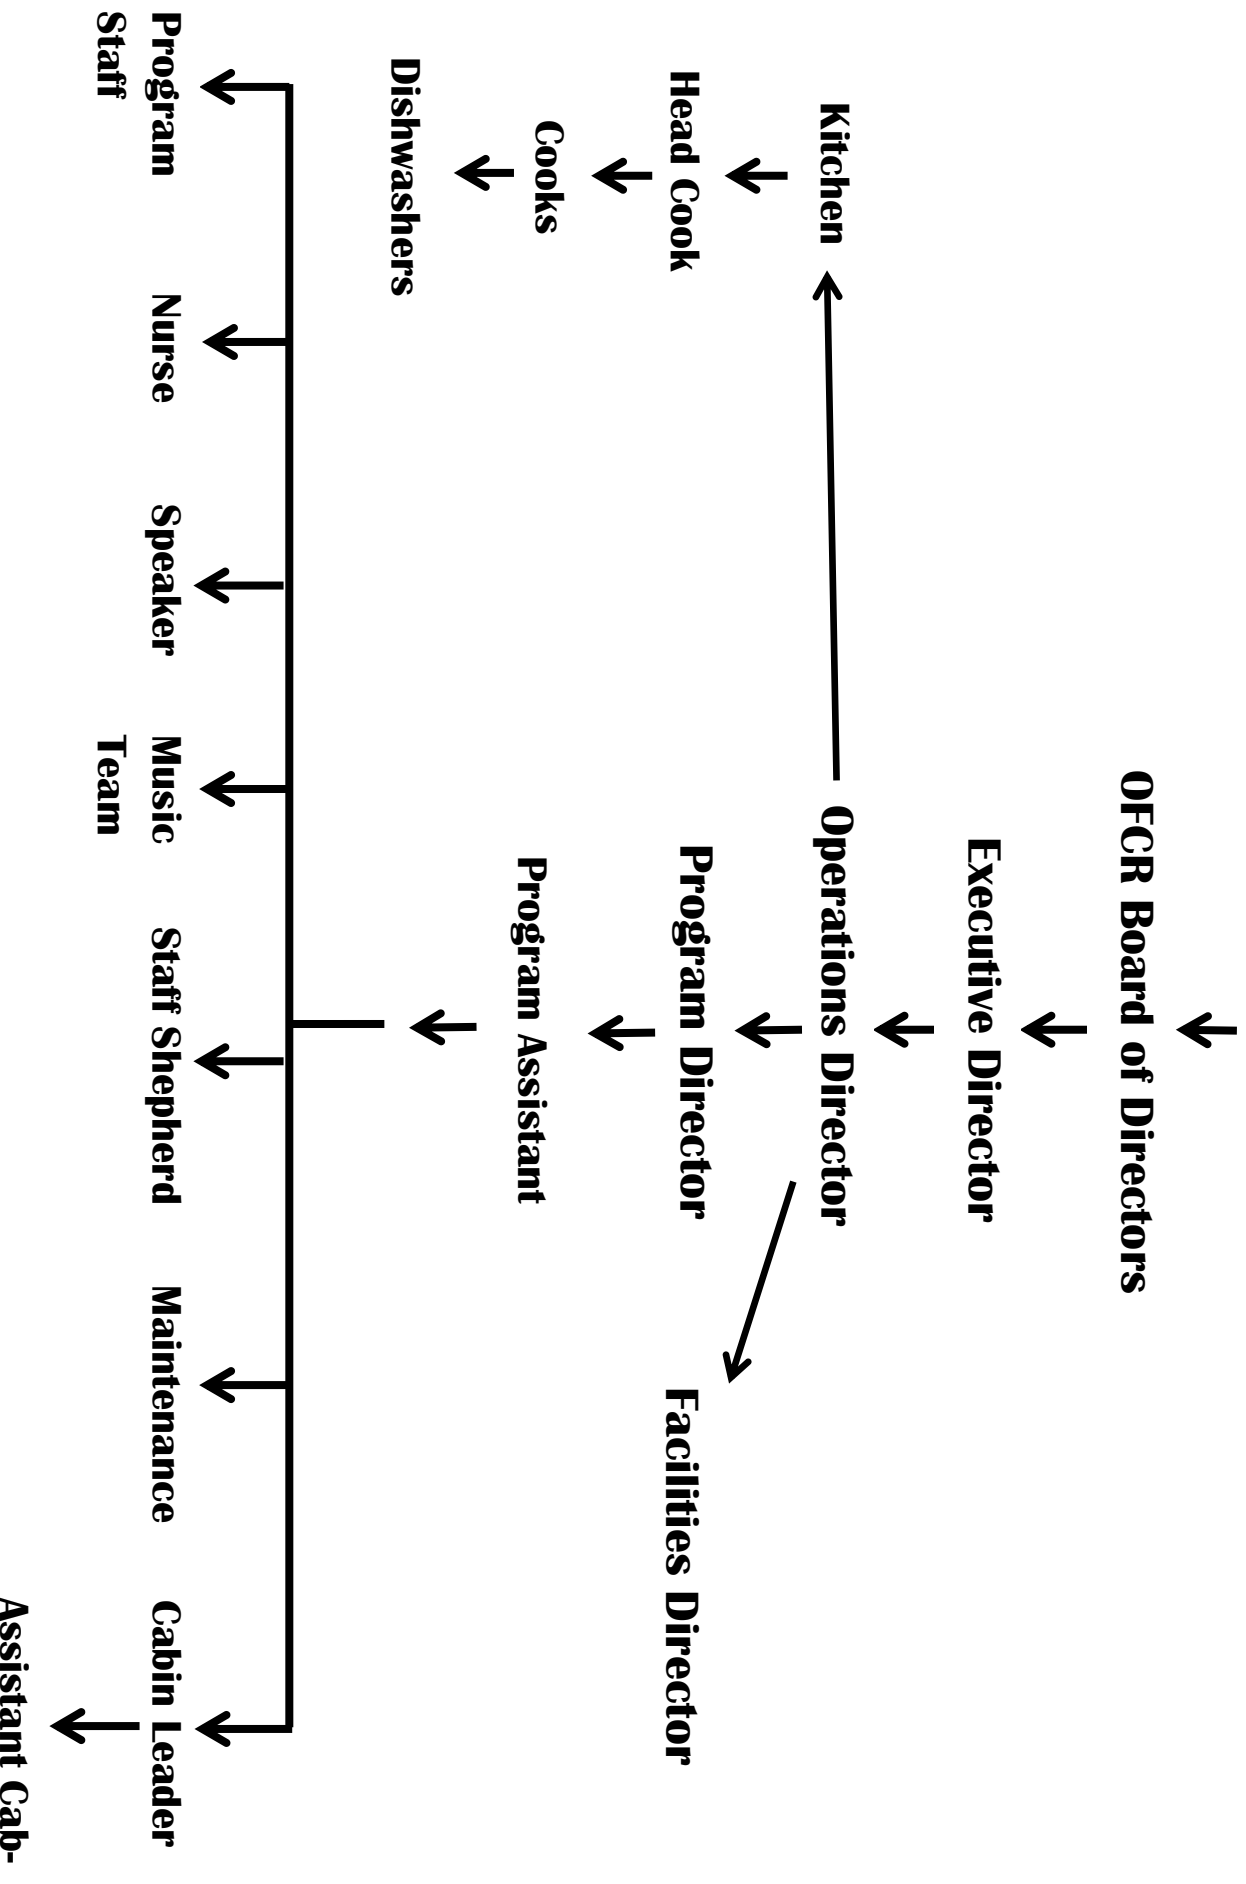 OFCR Board of Directors
Executive Director
Kitchen
Operations Director
Head Cook
Program Director
Facilities Director
Cooks
Program Assistant
Dishwashers
Program
Staff
Nurse
Speaker
Music
Team
Staff Shepherd
Maintenance
Cabin Leader
Assistant Cab-